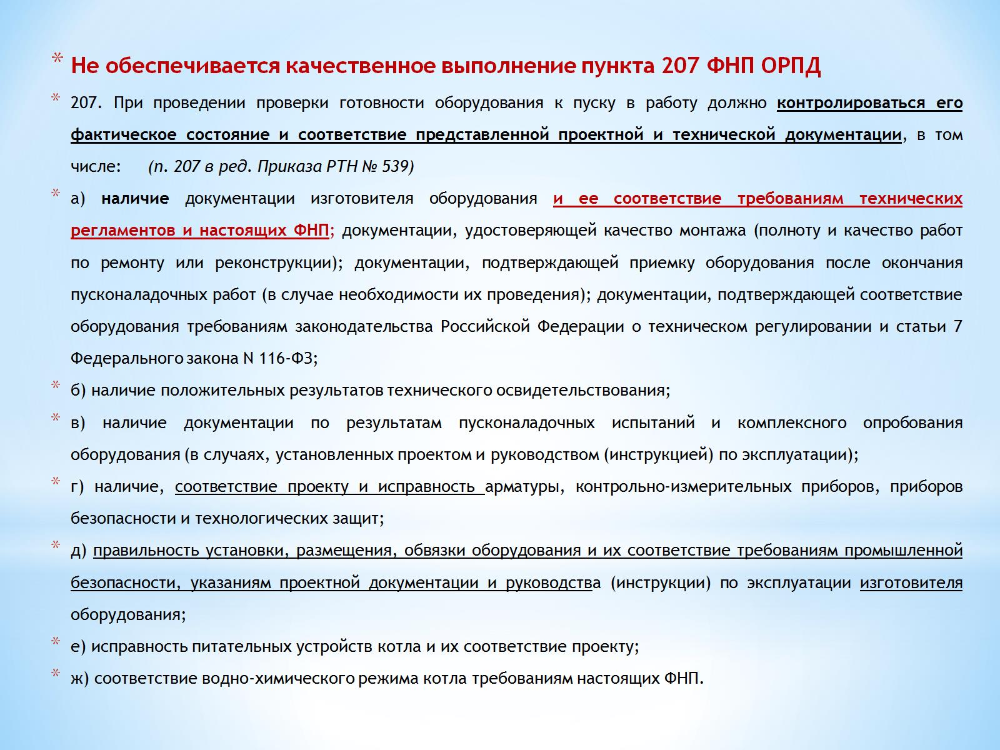 * Не обеспечивается качественное выполнение пункта 207 ФНП ОРПД
* 207. При проведении проверки готовности оборудования к пуску в работу должно контролироваться его
фактическое состояние и соответствие представленной проектной и технической документации, в том
числе: (п. 207 в ред. Приказа РТН № 539)
* а) наличие документации изготовителя оборудования и ее соответствие требованиям технических
регламентов и настоящих ФНП; документации, удостоверяющей качество монтажа (полноту и качество работ
по ремонту или реконструкции); документации, подтверждающей приемку оборудования после окончания
пусконаладочных работ (в случае необходимости их проведения); документации, подтверждающей соответствие
оборудования требованиям законодательства Российской Федерации о техническом регулировании и статьи 7
Федерального закона N 116-ФЗ;
* б) наличие положительных результатов технического освидетельствования;
* в) наличие документации по результатам пусконаладочных испытаний и комплексного опробования
оборудования (в случаях, установленных проектом и руководством (инструкцией) по эксплуатации);
* г) наличие, соответствие проекту и исправность арматуры, контрольно-измерительных приборов, приборов
безопасности и технологических защит;
* д) правильность установки, размещения, обвязки оборудования и их соответствие требованиям промышленной
безопасности, указаниям проектной документации и руководства (инструкции) по эксплуатации изготовителя
оборудования;
* е) исправность питательных устройств котла и их соответствие проекту;
* ж) соответствие водно-химического режима котла требованиям настоящих ФНП.